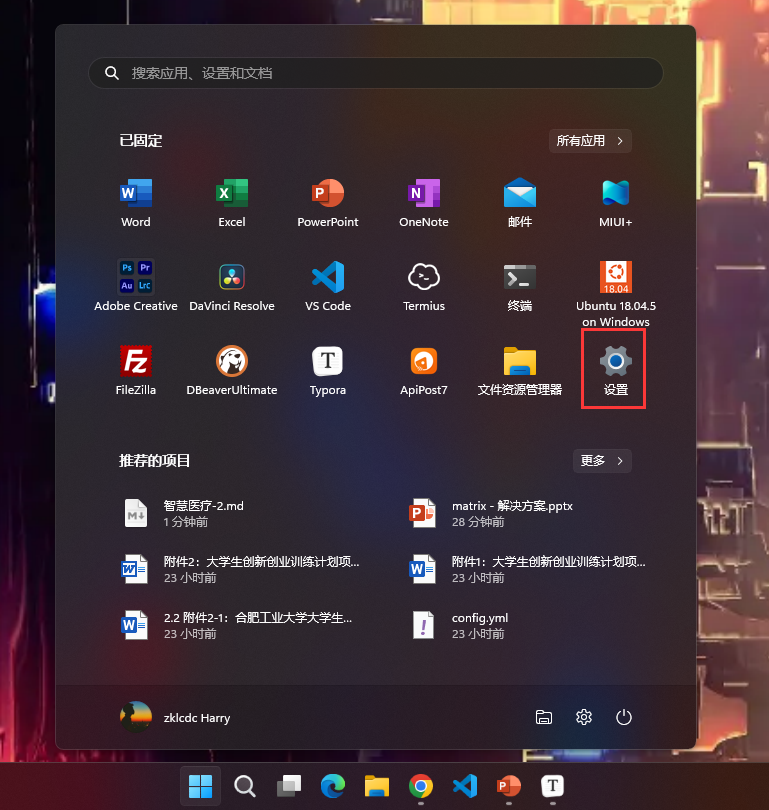 搜索应用、设置和文档
已固定
所有应用
Word
Excel
PowerPoint
OneNote
邮件
MIUI+
Ps Pr
Au Lrc
18.04
Adobe Creative
DaVinci Resolve
VS Code
Termius
终端
Ubuntu 18.04.5
on Windows
FileZilla
DBeaverUltimate
Typora
ApiPost7
文件资源管理器
设置
推荐的项目
更多
智慧医疗-2.md
1 分钟前
matrix - 解决方案.pptx
28 分钟前
附件2：大学生创新创业训练计划项...
23 小时前
附件1：大学生创新创业训练计划项...
23 小时前
2.2 附件2-1：合肥工业大学大学生...
23 小时前
config.yml
23 小时前
zklcdc Harry